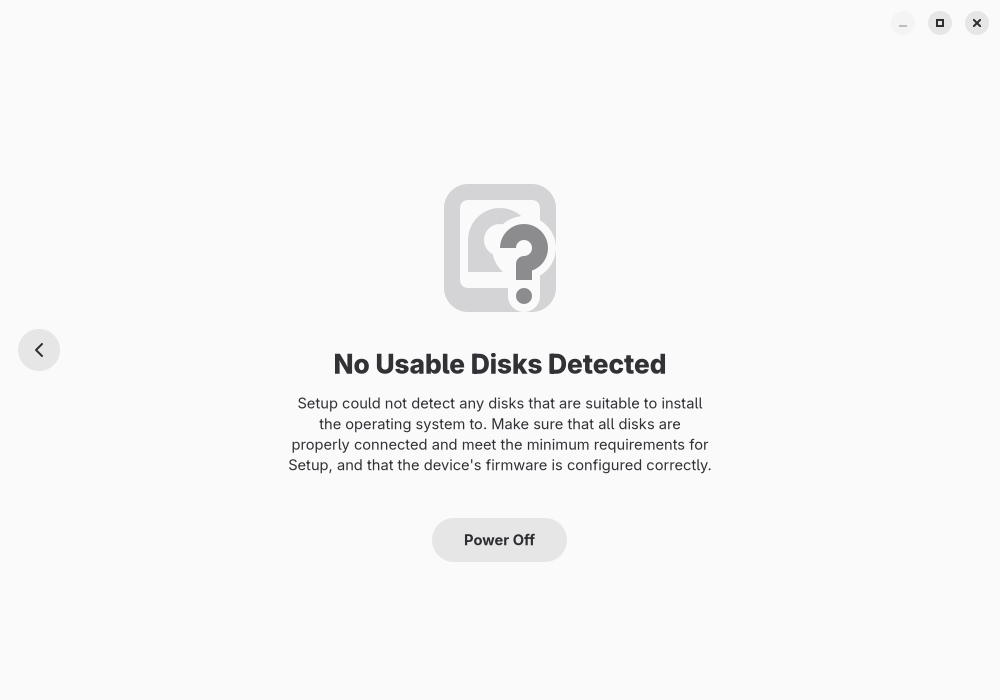 No Usable Disks Detected
Setup could not detect any disks that are suitable to install
the operating system to. Make sure that all disks are
properly connected and meet the minimum requirements for
Setup, and that the device's firmware is configured correctly.
Power Off